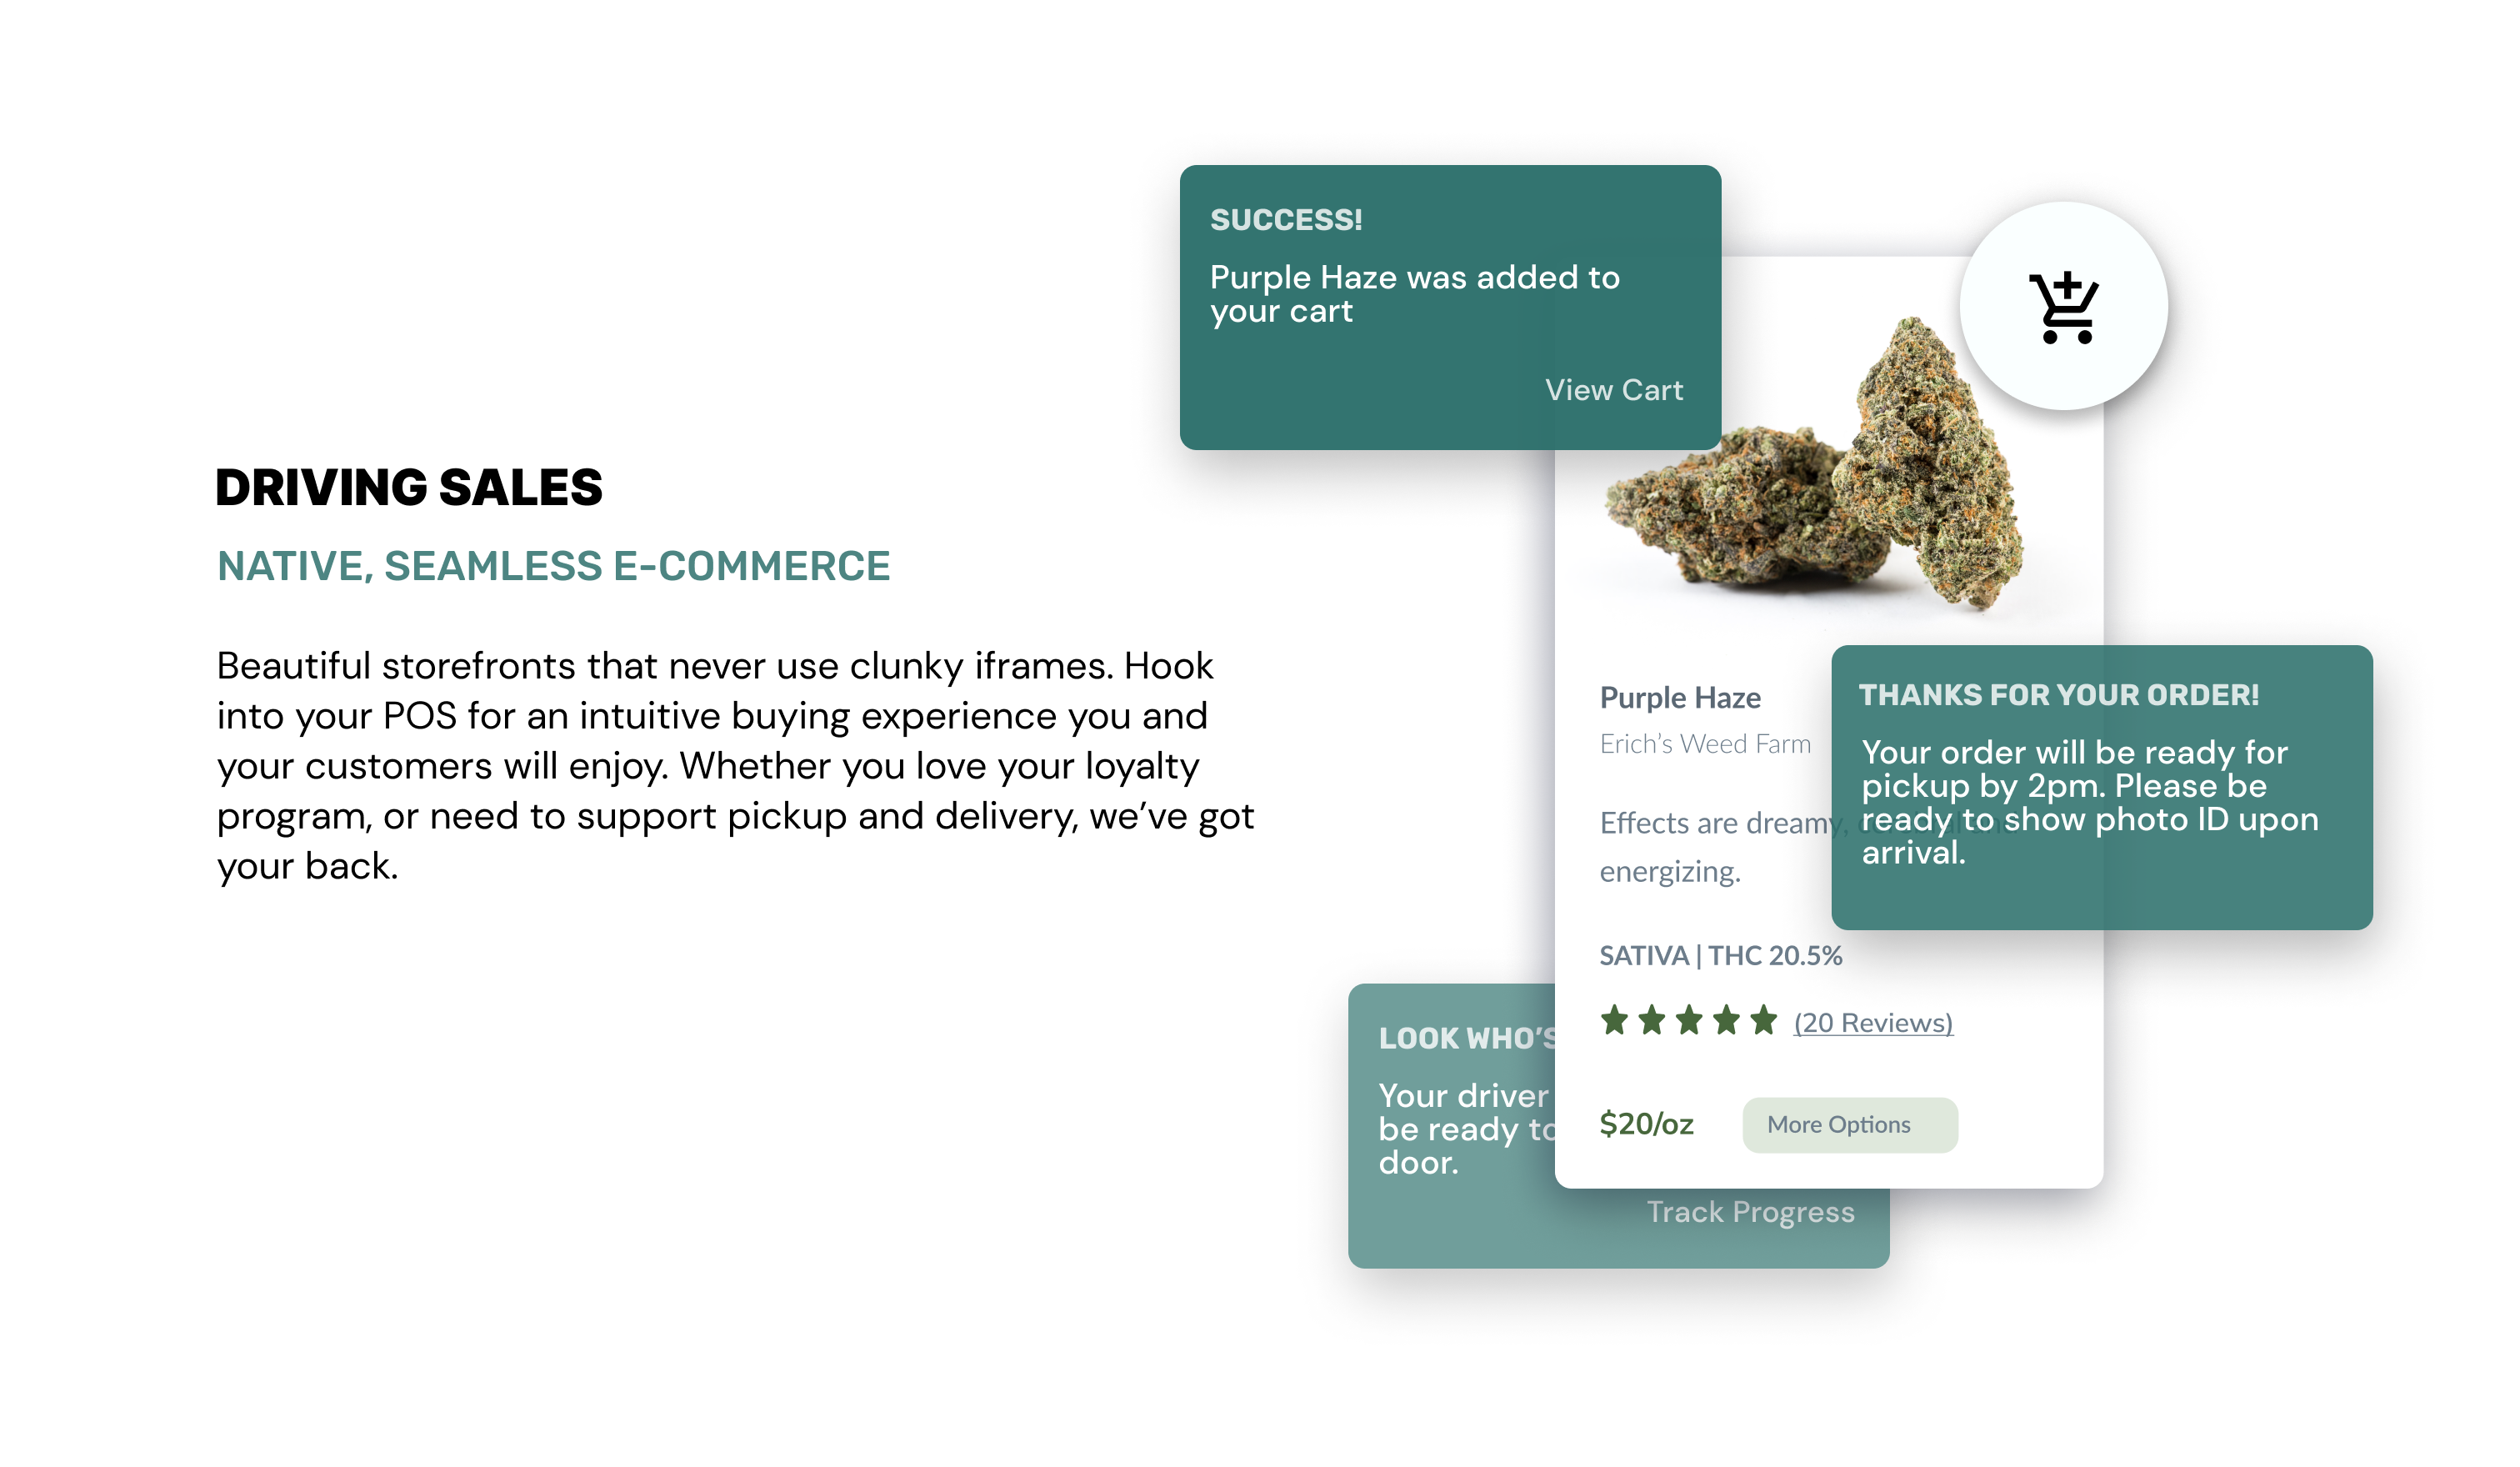 DRIVING SALES
NATIVE, SEAMLESS E-COMMERCE
Beautiful storefronts that never use clunky iframes. Hook
into your POS for an intuitive buying experience you and
your customers will enjoy. Whether you love your loyalty
program, or need to support pickup and delivery, we’ve got
your back.
SUCCESS!
Purple Haze was added to
your cart
View Cart
Purple Haze
Erich’s Weed Farm
Effects are dreamy,
energizing.
SATIVA | THC 20.5%
(20 Reviews)
$20/oz
More Options
THANKS FOR YOUR ORDER!
Your order will be ready for
pickup by 2pm. Please be
ready to show photo ID upon
arrival.
LOOK WHO’S
Your driver
be ready to
door.
Track Progress